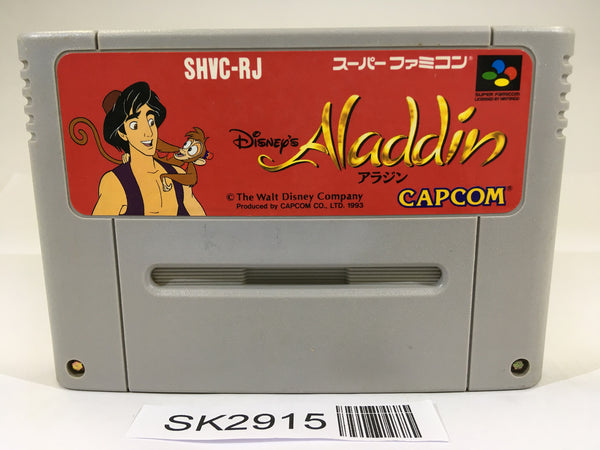 SHVC-RJ
スーパーファミコン®
SUPER FAMICOM
LICENSED BY NINTENDO
Disney's Aladdin
アラジン
© The Walt Disney Company
Produced by CAPCOM CO., LTD. 1993
CAPCOM®
SK2915